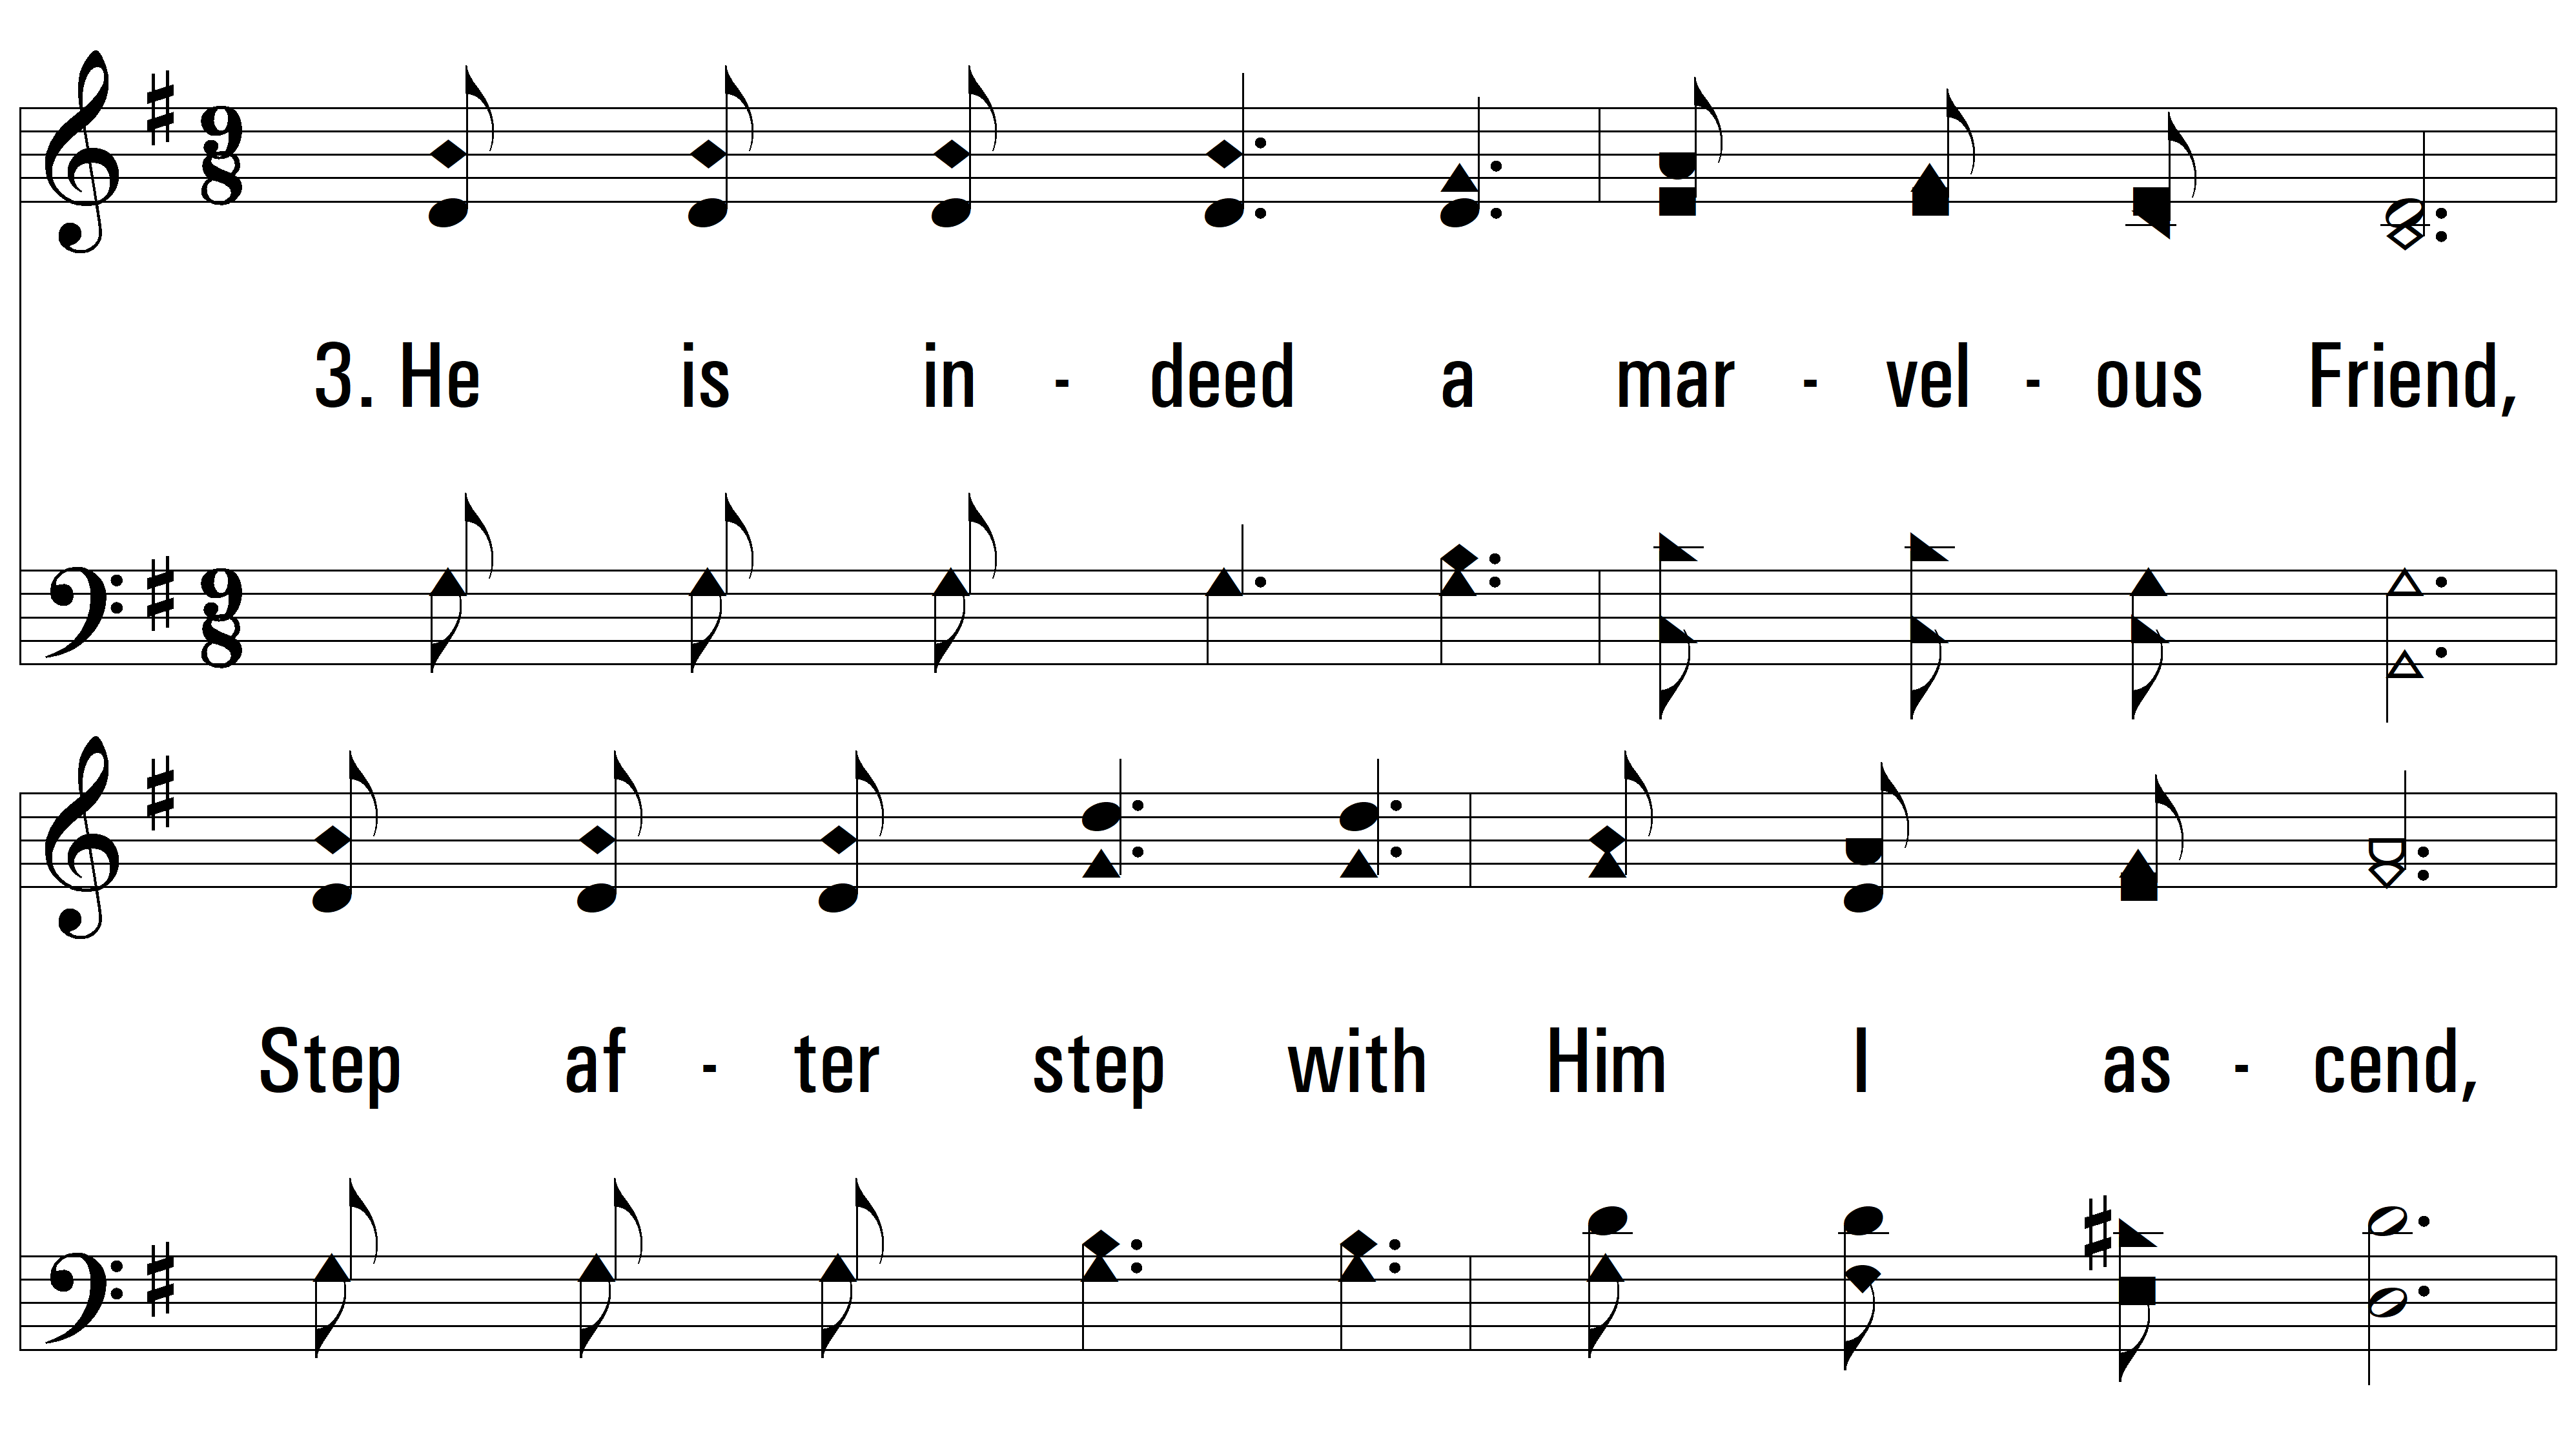 3. He is in - deed a mar - vel - ous Friend,
Step af - ter step with Him I as - cend,